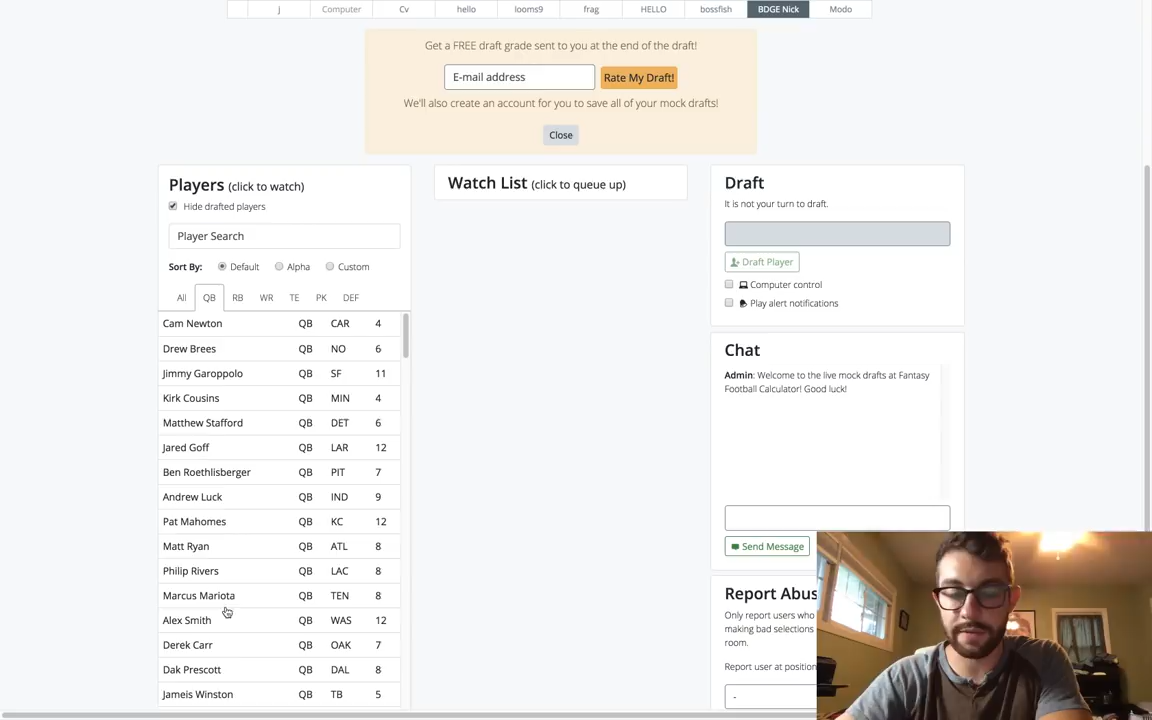 j Computer Cv hello looms9 frag HELLO bossfish BDGE Nick Modo
Get a FREE draft grade sent to you at the end of the draft!
E-mail address Rate My Draft!
We'll also create an account for you to save all of your mock drafts!
Close
Players (click to watch)
Hide drafted players
Player Search
Sort By: Default Alpha Custom
All QB RB WR TE PK DEF
Cam Newton QB CAR 4
Drew Brees QB NO 6
Jimmy Garoppolo QB SF 11
Kirk Cousins QB MIN 4
Matthew Stafford QB DET 6
Jared Goff QB LAR 12
Ben Roethlisberger QB PIT 7
Andrew Luck QB IND 9
Pat Mahomes QB KC 12
Matt Ryan QB ATL 8
Philip Rivers QB LAC 8
Marcus Mariota QB TEN 8
Alex Smith QB WAS 12
Derek Carr QB OAK 7
Dak Prescott QB DAL 8
Jameis Winston QB TB 5
Watch List (click to queue up)
Draft
It is not your turn to draft.
Draft Player
Computer control
Play alert notifications
Chat
Admin: Welcome to the live mock drafts at Fantasy
Football Calculator! Good luck!
Send Message
Report Abus
Only report users who
making bad selections
room.
Report user at position
-